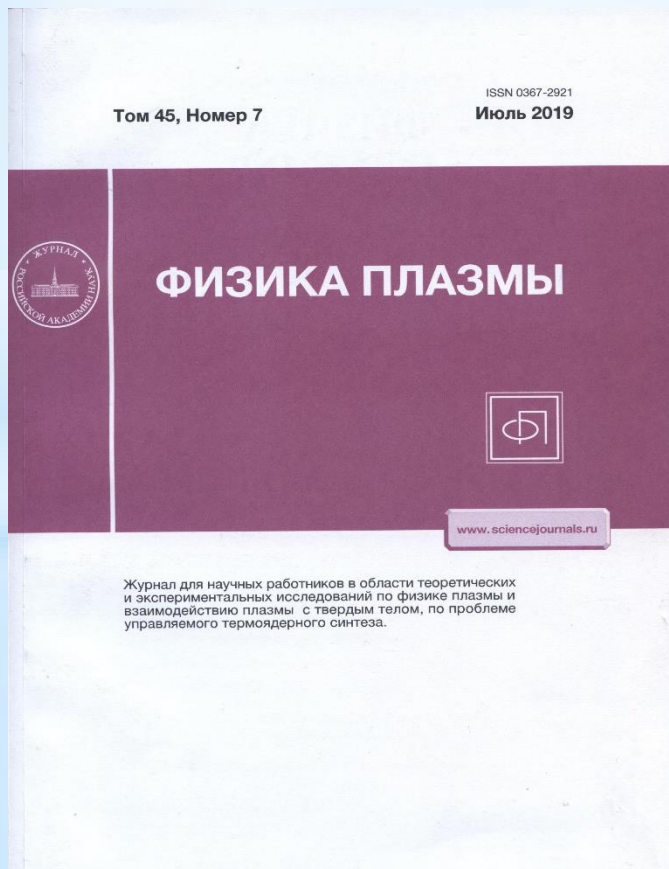 ISSN 0367-2921
Том 45, Номер 7
Июль 2019
ЖУРНАЛ
РОССИЙСКОЙ АКАДЕМИИ НАУК
ФИЗИКА ПЛАЗМЫ
ФП
www.sciencejournals.ru
Журнал для научных работников в области теоретических
и экспериментальных исследований по физике плазмы и
взаимодействию плазмы с твердым телом, по проблеме
управляемого термоядерного синтеза.